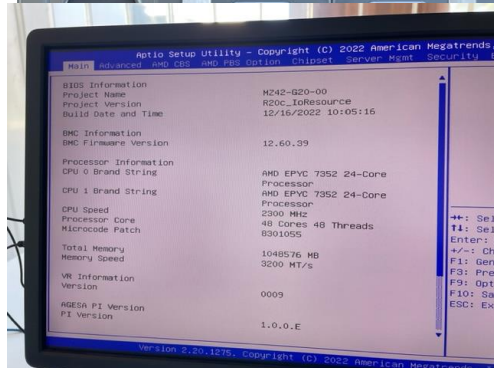 Aptio Setup Utility - Copyright (C) 2022 American Megatrends,
Main Advanced AMD CBS AMD PBS Option Chipset Server Mgmt Security
BIOS Information
Project Name MZ42-G20-00
Project Version R20c_IoResource
Build Date and Time 12/16/2022 10:05:16
BMC Information
BMC Firmware Version 12.60.39
Processor Information
CPU 0 Brand String AMD EPYC 7352 24-Core
Processor
CPU 1 Brand String AMD EPYC 7352 24-Core
Processor
CPU Speed 2300 MHz
Processor Core 48 Cores 48 Threads
Microcode Patch 8301055
Total Memory 1048576 MB
Memory Speed 3200 MT/s
VR Information
Version 0009
AGESA PI Version
PI Version 1.0.0.E
→←: Sel
↑↓: Sel
Enter:
+/-: Ch
F1: Gen
F3: Pre
F9: Opt
F10: Sa
ESC: Ex
Version 2.20.1275. Copyright (C) 2022 American Megatrends